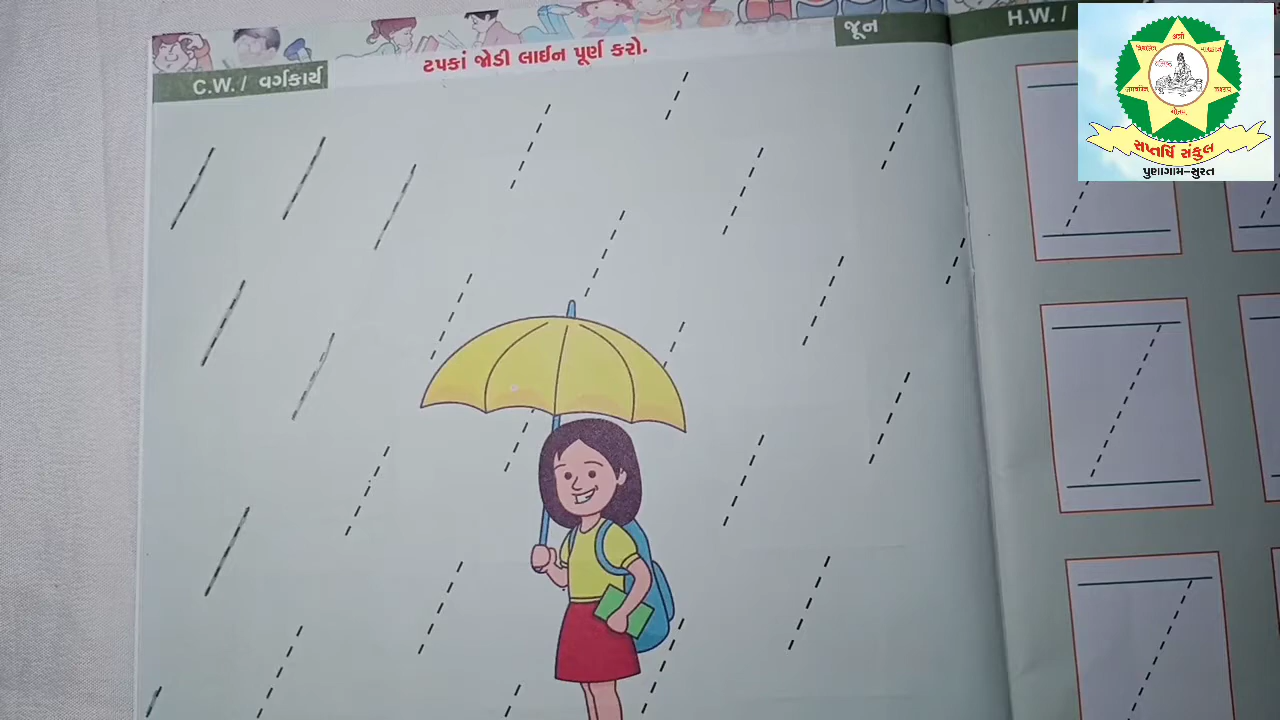 C.W. / વર્ગકાર્ય
ટપકાં જોડી લાઈન પૂર્ણ કરો.
જૂન
H.W. /
સપ્તર્ષિ સંકુલ
પુણાગામ-સુરત